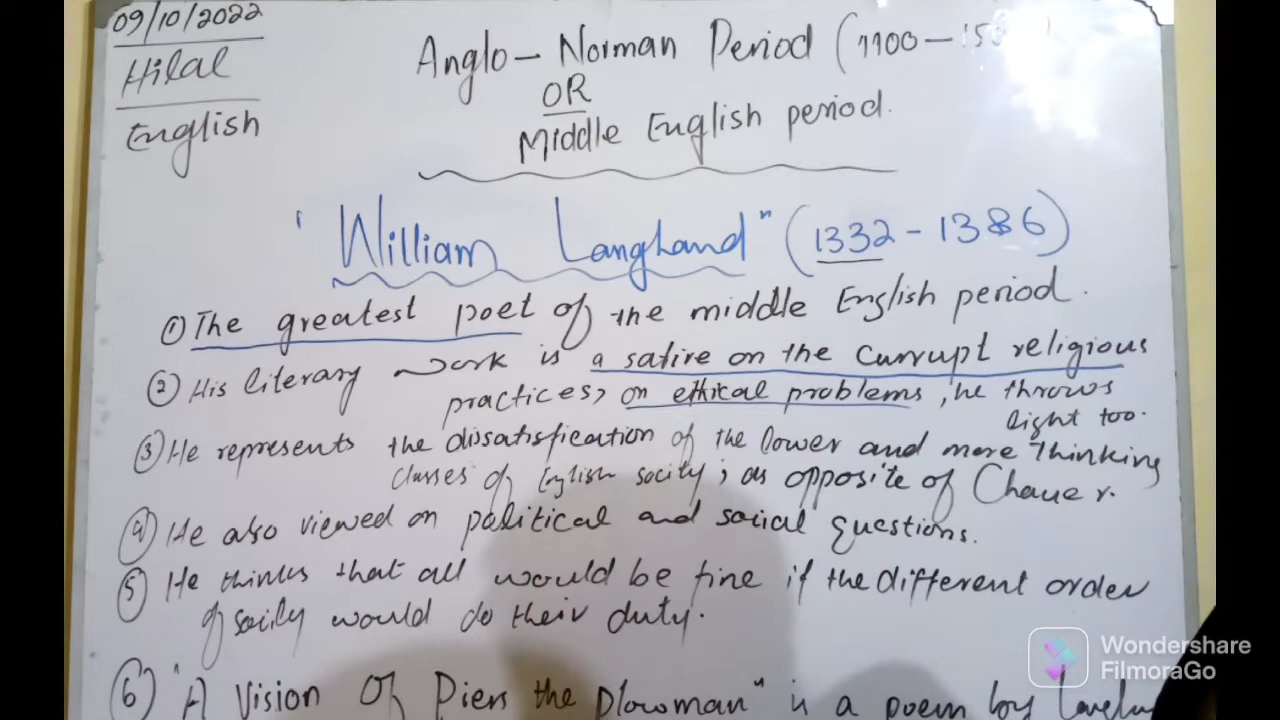 09/10/2022
Hilal
English
Anglo-Norman Period (1100-
OR
Middle English period.
"William Langland" (1332-1386)
① The greatest poet of the middle English period.
② His literary work is a satire on the currupt religious
practices, on ethical problems, he throws
light too.
③ He represents the dissatisfication of the lower and more thinking
classes of English socity; as opposite of Chaucer.
④ He also viewed on political and social questions.
⑤ He thinks that all would be fine if the different order
of socity would do their duty.
⑥ "A Vision Of Piers the Plowman" is a poem by
Wondershare
FilmoraGo